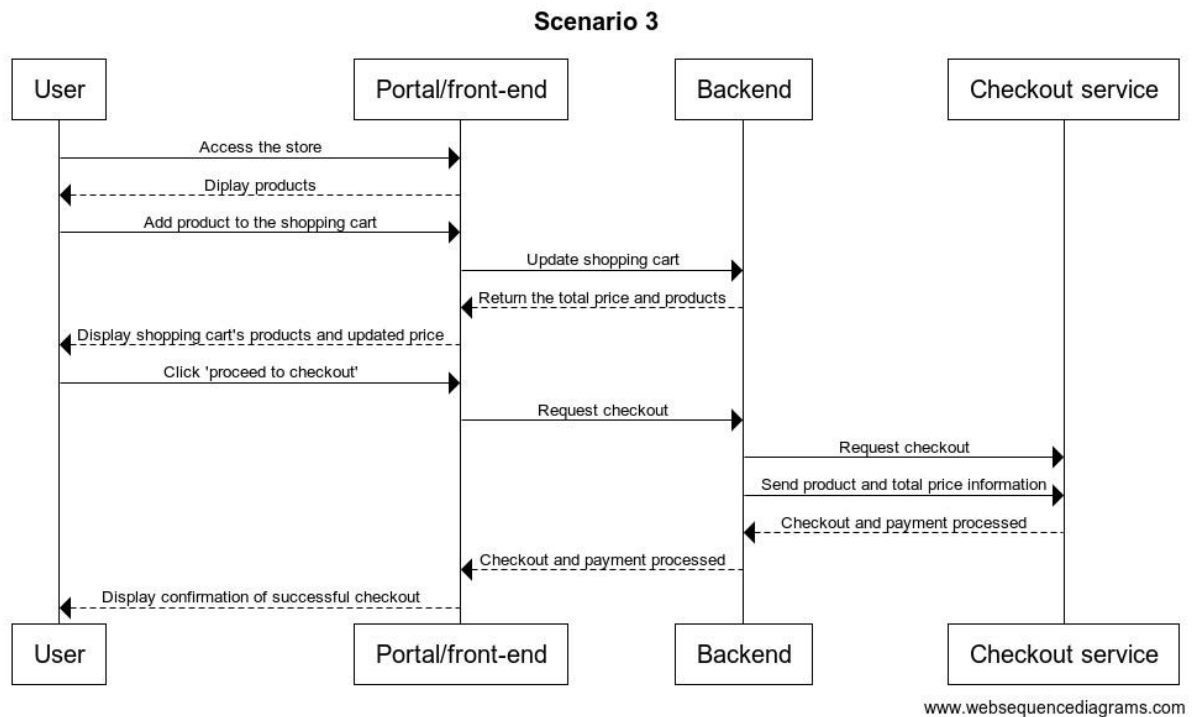 Scenario 3
User
Portal/front-end
Backend
Checkout service
Access the store
Diplay products
Add product to the shopping cart
Update shopping cart
Return the total price and products
Display shopping cart's products and updated price
Click 'proceed to checkout'
Request checkout
Request checkout
Send product and total price information
Checkout and payment processed
Checkout and payment processed
Display confirmation of successful checkout
User
Portal/front-end
Backend
Checkout service
www.websequencediagrams.com